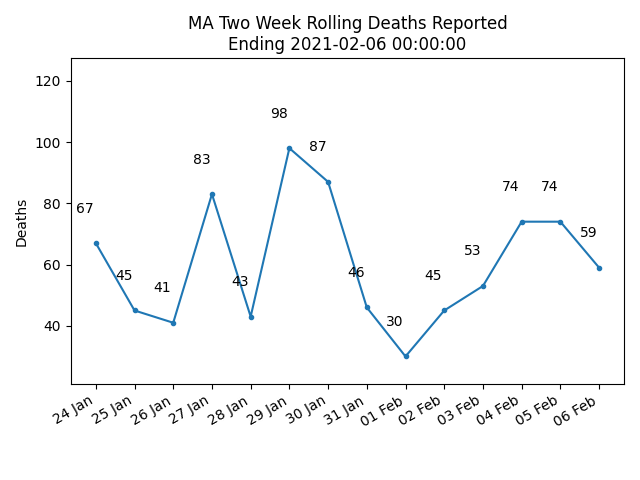 MA Two Week Rolling Deaths Reported
Ending 2021-02-06 00:00:00
Deaths
120
100
80
60
40
67
45
41
83
43
98
87
46
30
45
53
74
74
59
24 Jan
25 Jan
26 Jan
27 Jan
28 Jan
29 Jan
30 Jan
31 Jan
01 Feb
02 Feb
03 Feb
04 Feb
05 Feb
06 Feb